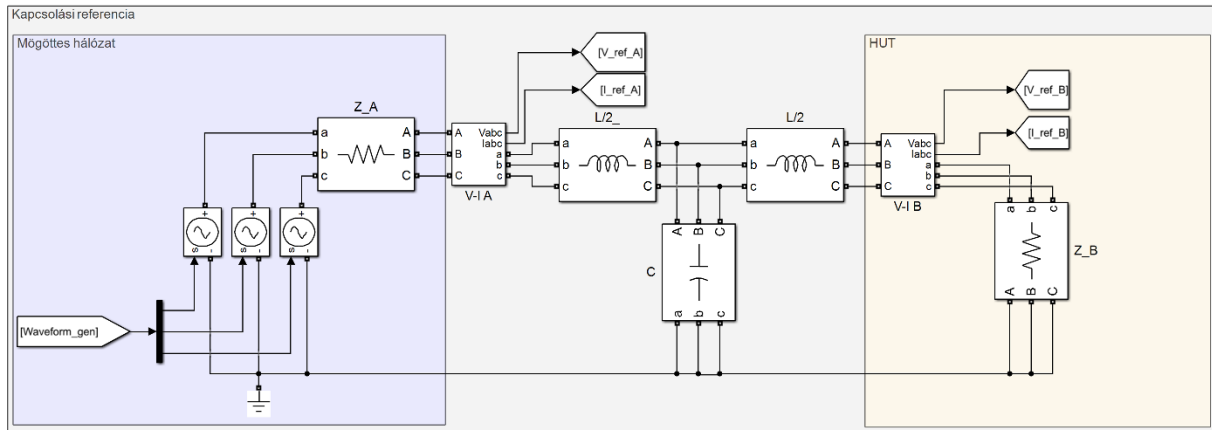 Kapcsolási referencia
Mögöttes hálózat
HUT
[V_ref_A]
[I_ref_A]
[V_ref_B]
[I_ref_B]
Z_A
a A
b B
c C
A Vabc
Iabc
B a
b
C c
V-I A
L/2_
a A
b B
c C
L/2
a A
b B
c C
A Vabc
Iabc
B a
b
C c
V-I B
s + -
s + -
s + -
A B C
C
a b c
a b c
Z_B
A B C
[Waveform_gen]